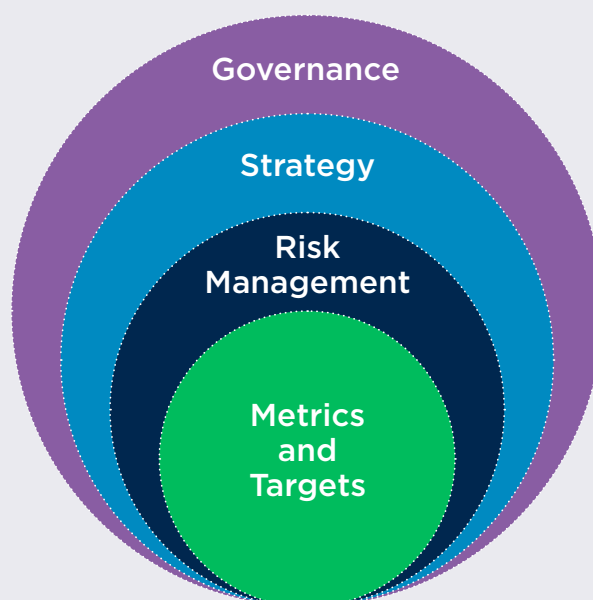 Governance
Strategy
Risk
Management
Metrics
and
Targets